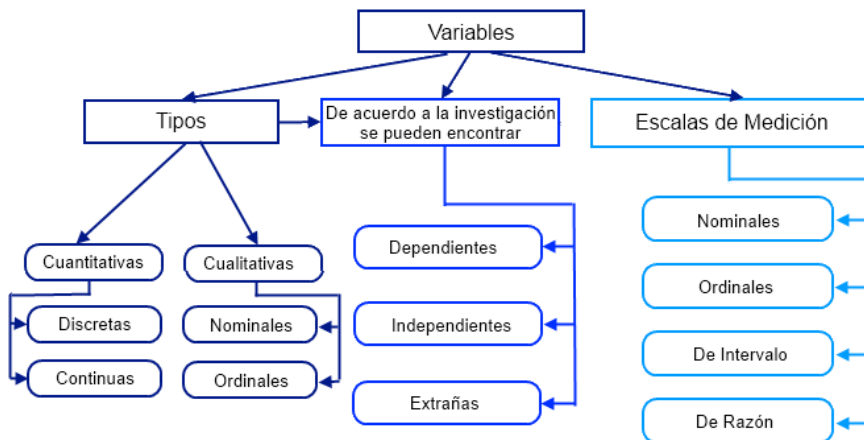 Variables
Tipos
De acuerdo a la investigación
se pueden encontrar
Escalas de Medición
Cuantitativas
Discretas
Continuas
Cualitativas
Nominales
Ordinales
Dependientes
Independientes
Extrañas
Nominales
Ordinales
De Intervalo
De Razón